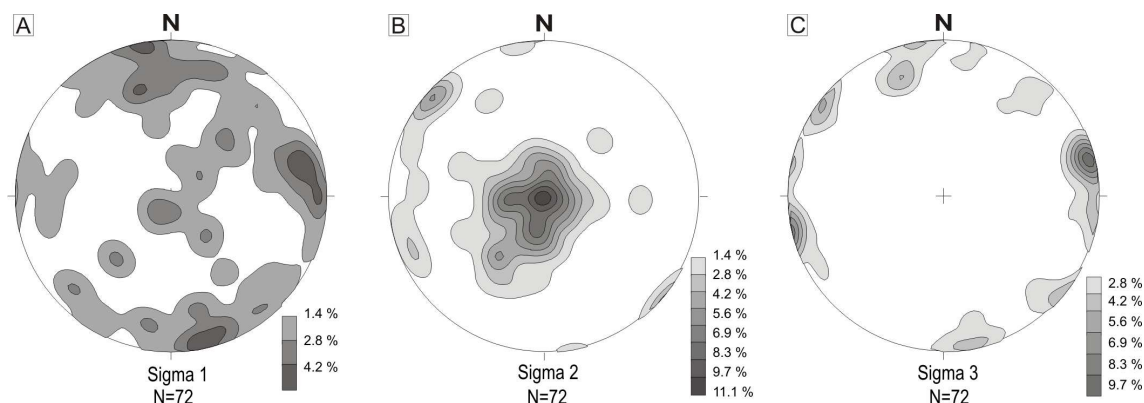 A
N
1.4 %
2.8 %
4.2 %
Sigma 1
N=72
B
N
1.4 %
2.8 %
4.2 %
5.6 %
6.9 %
8.3 %
9.7 %
11.1 %
Sigma 2
N=72
C
N
2.8 %
4.2 %
5.6 %
6.9 %
8.3 %
9.7 %
Sigma 3
N=72